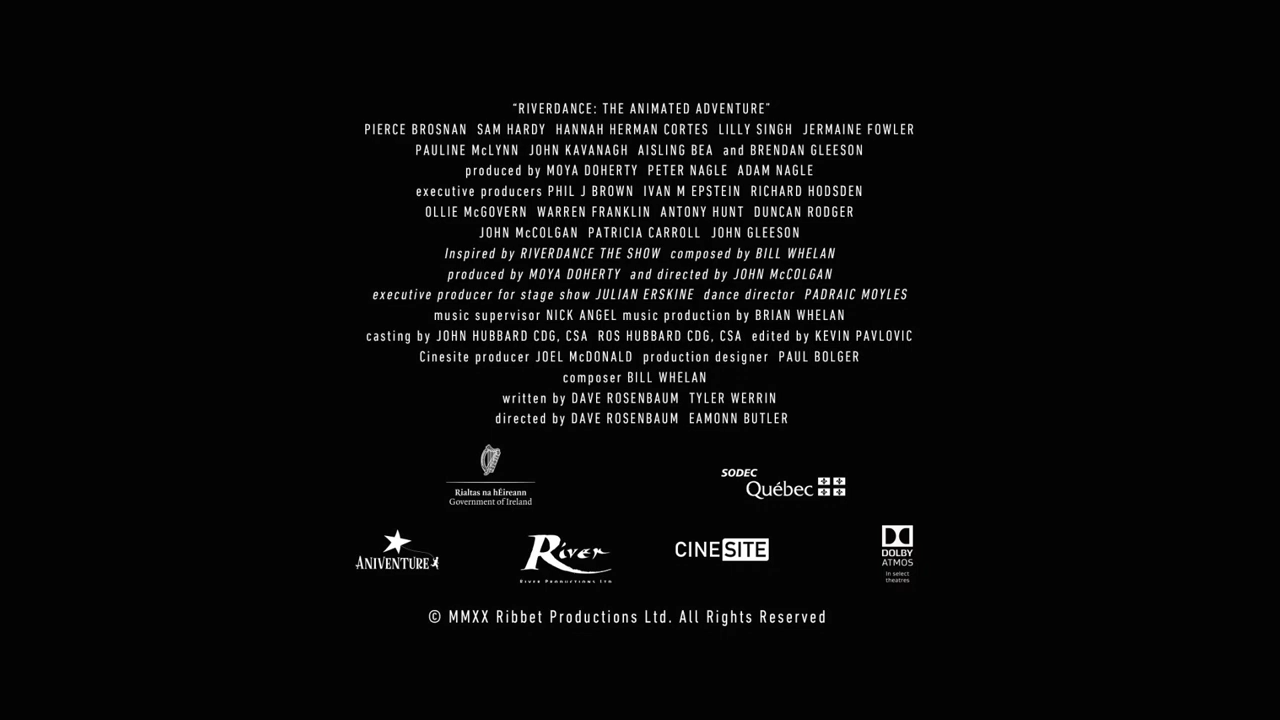 “RIVERDANCE: THE ANIMATED ADVENTURE”
PIERCE BROSNAN SAM HARDY HANNAH HERMAN CORTES LILLY SINGH JERMAINE FOWLER
PAULINE McLYNN JOHN KAVANAGH AISLING BEA and BRENDAN GLEESON
produced by MOYA DOHERTY PETER NAGLE ADAM NAGLE
executive producers PHIL J BROWN IVAN M EPSTEIN RICHARD HODSDEN
OLLIE McGOVERN WARREN FRANKLIN ANTONY HUNT DUNCAN RODGER
JOHN McCOLGAN PATRICIA CARROLL JOHN GLEESON
Inspired by RIVERDANCE THE SHOW composed by BILL WHELAN
produced by MOYA DOHERTY and directed by JOHN McCOLGAN
executive producer for stage show JULIAN ERSKINE dance director PADRAIC MOYLES
music supervisor NICK ANGEL music production by BRIAN WHELAN
casting by JOHN HUBBARD CDG, CSA ROS HUBBARD CDG, CSA edited by KEVIN PAVLOVIC
Cinesite producer JOEL McDONALD production designer PAUL BOLGER
composer BILL WHELAN
written by DAVE ROSENBAUM TYLER WERRIN
directed by DAVE ROSENBAUM EAMONN BUTLER
Rialtas na hÉireann
Government of Ireland
SODEC
Québec
ANIVENTURE
River
RIVER PRODUCTIONS LTD
CINESITE
DOLBY
ATMOS
in select
theatres
© MMXX Ribbet Productions Ltd. All Rights Reserved